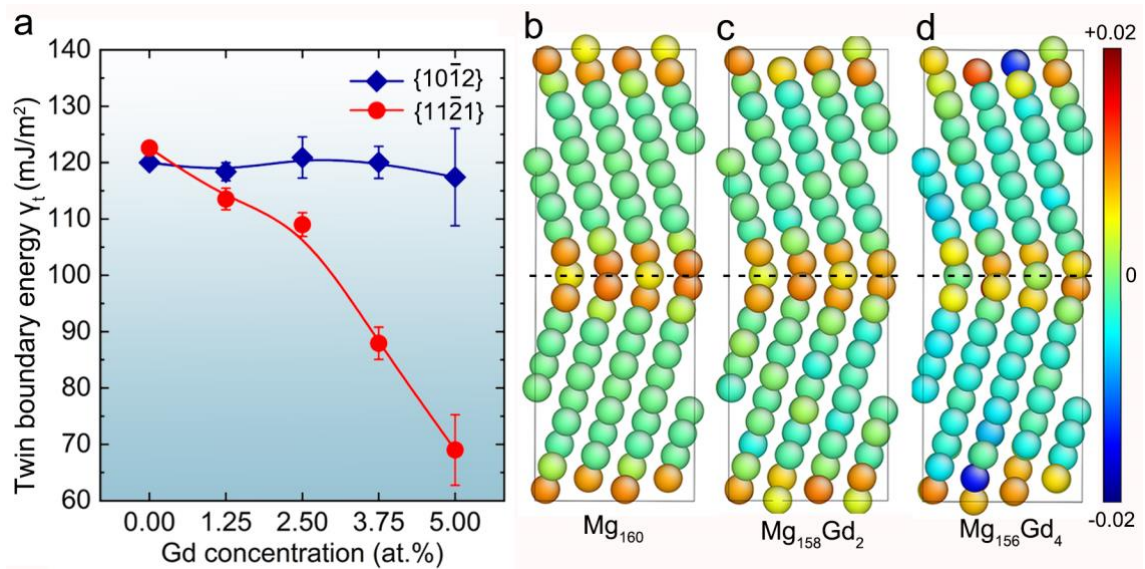 a
Twin boundary energy γt (mJ/m²)
140
130
120
110
100
90
80
70
60
{101̄2}
{112̄1}
0.00 1.25 2.50 3.75 5.00
Gd concentration (at.%)
b
Mg₁₆₀
c
Mg₁₅₈Gd₂
d
Mg₁₅₆Gd₄
+0.02
0
-0.02